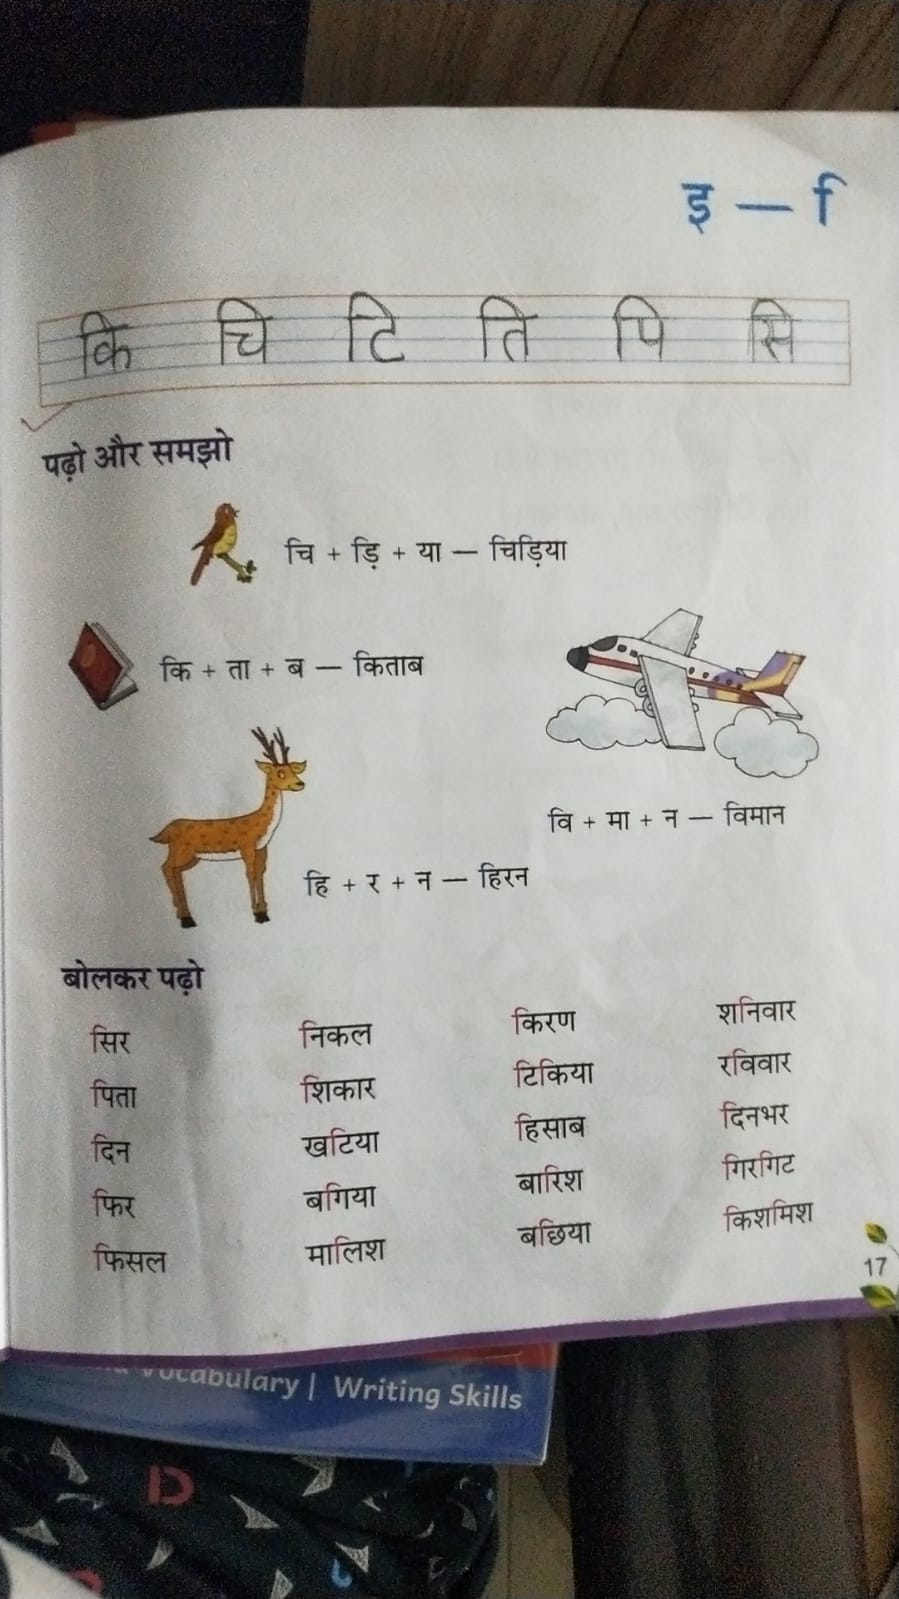 इ — ि
कि चि टि ति पि सि
पढ़ो और समझो
चि + ड़ि + या — चिड़िया
कि + ता + ब — किताब
वि + मा + न — विमान
हि + र + न — हिरन
बोलकर पढ़ो
सिर निकल किरण शनिवार
पिता शिकार टिकिया रविवार
दिन खटिया हिसाब दिनभर
फिर बगिया बारिश गिरगिट
फिसल मालिश बछिया किशमिश
17
Vocabulary | Writing Skills
D